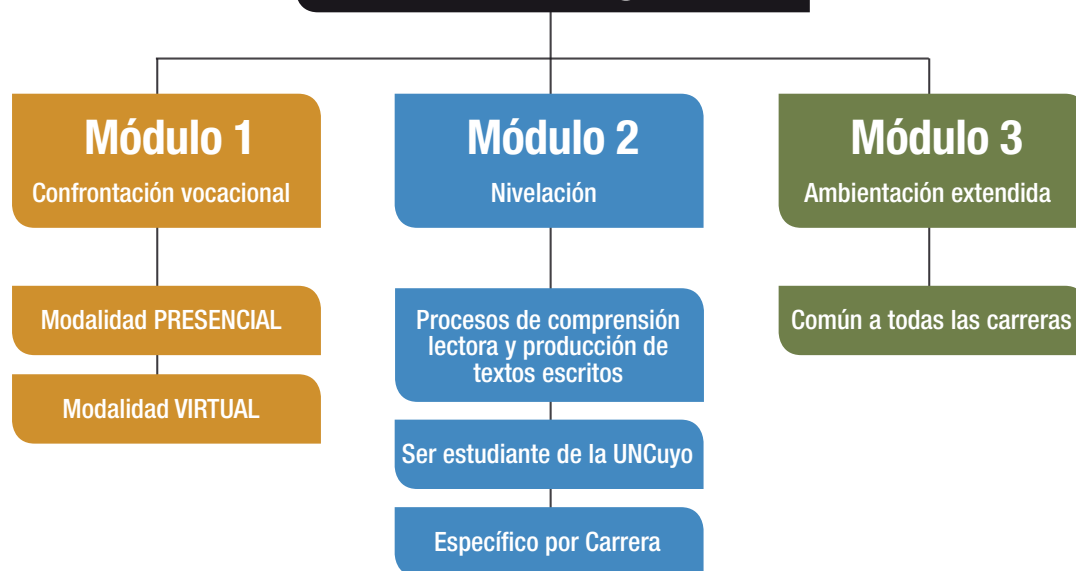 Módulo 1
Confrontación vocacional
Modalidad PRESENCIAL
Modalidad VIRTUAL
Módulo 2
Nivelación
Procesos de comprensión
lectora y producción de
textos escritos
Ser estudiante de la UNCuyo
Específico por Carrera
Módulo 3
Ambientación extendida
Común a todas las carreras